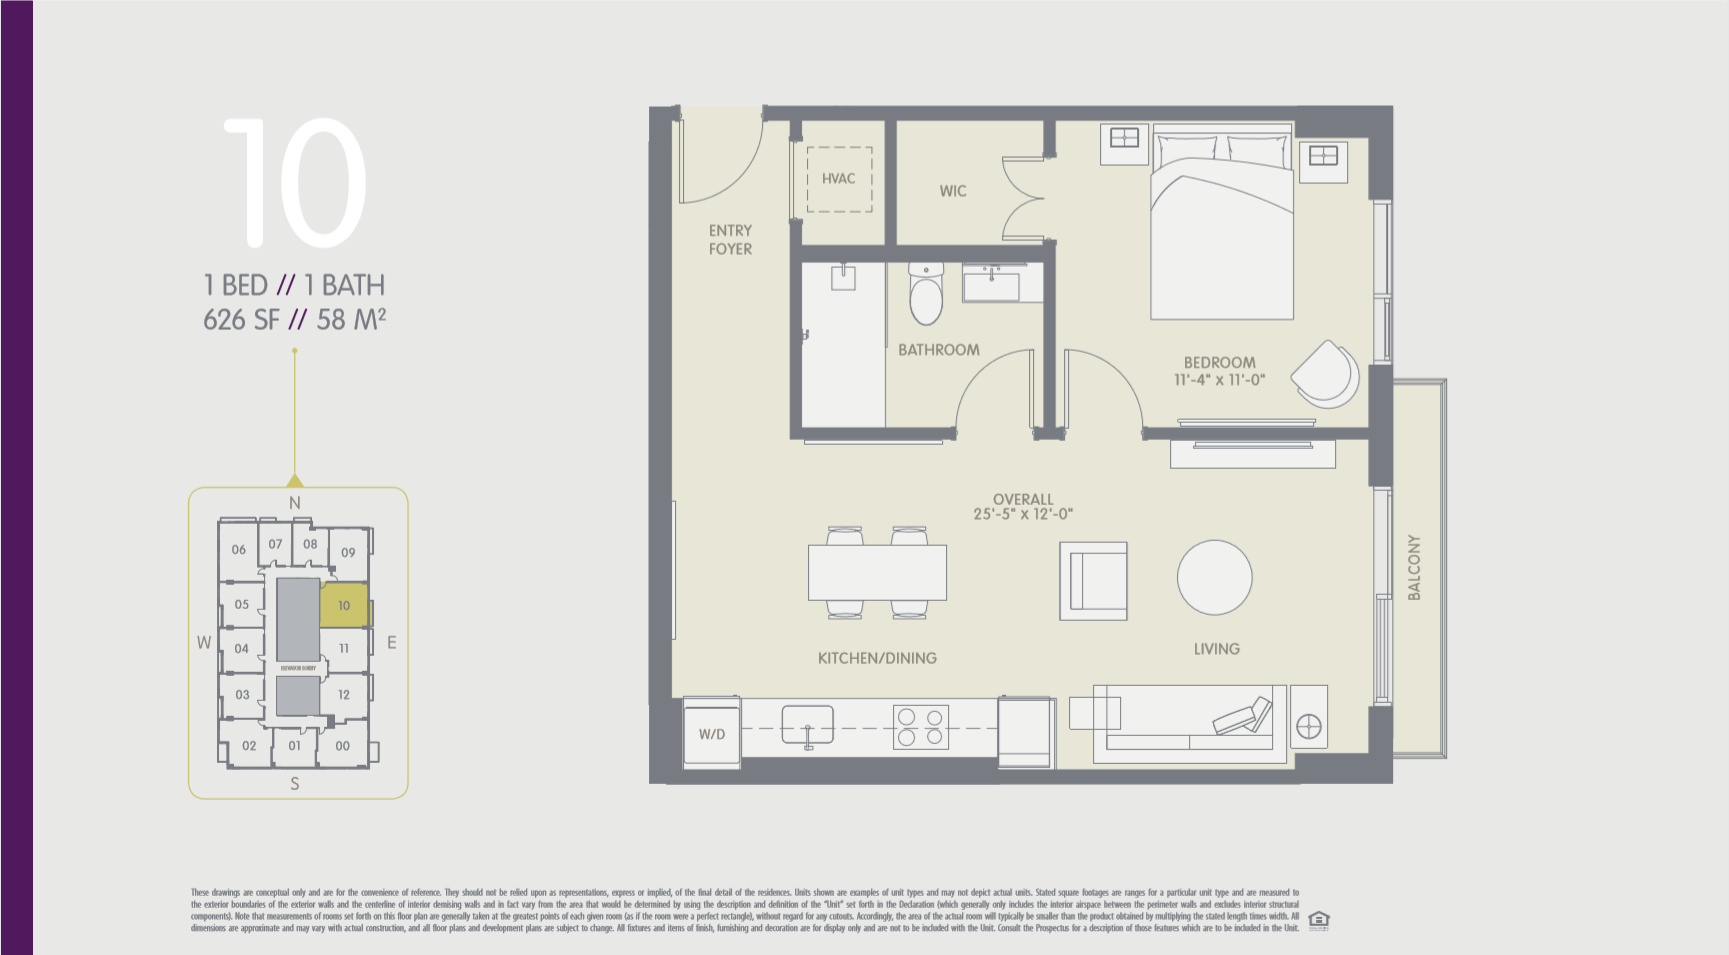 10
1 BED // 1 BATH
626 SF // 58 M²
N
06
07
08
09
05
10
W
04
11
E
ELEVATOR LOBBY
03
12
02
01
00
S
HVAC
WIC
ENTRY
FOYER
BATHROOM
BEDROOM
11'-4" x 11'-0"
OVERALL
25'-5" x 12'-0"
BALCONY
KITCHEN/DINING
LIVING
W/D
These drawings are conceptual only and are for the convenience of reference. They should not be relied upon as representations, express or implied, of the final detail of the residences. Units shown are examples of unit types and may not depict actual units. Stated square footages are ranges for a particular unit type and are measured to
the exterior boundaries of the exterior walls and the centerline of interior demising walls and in fact vary from the area that would be determined by using the description and definition of the "Unit" set forth in the Declaration (which generally only includes the interior airspace between the perimeter walls and excludes interior structural
components). Note that measurements of rooms set forth on this floor plan are generally taken at the greatest points of each given room (as if the room were a perfect rectangle), without regard for any cutouts. Accordingly, the area of the actual room will typically be smaller than the product obtained by multiplying the stated length times width. All
dimensions are approximate and may vary with actual construction, and all floor plans and development plans are subject to change. All fixtures and items of finish, furnishing and decoration are for display only and are not to be included with the Unit. Consult the Prospectus for a description of those features which are to be included in the Unit.